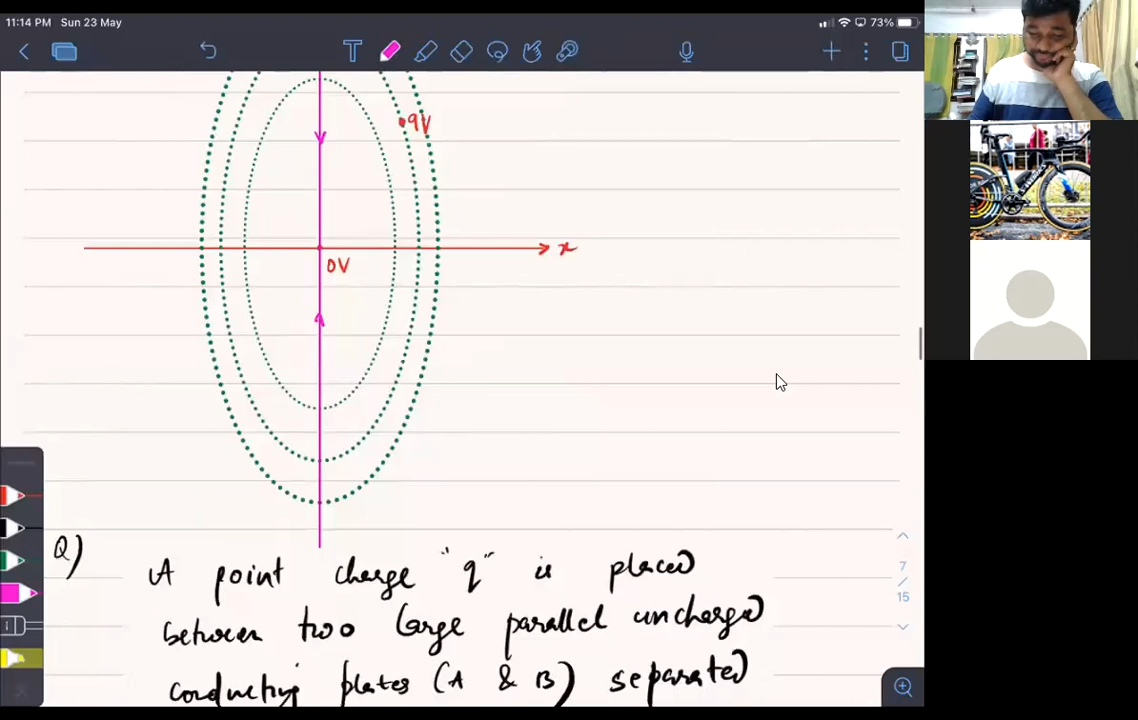 11:14 PM Sun 23 May 73%
T
9V
x
0V
Q)
A point charge "q" is placed
between two large parallel uncharged
conducting plates (A & B) separated
7
/
15